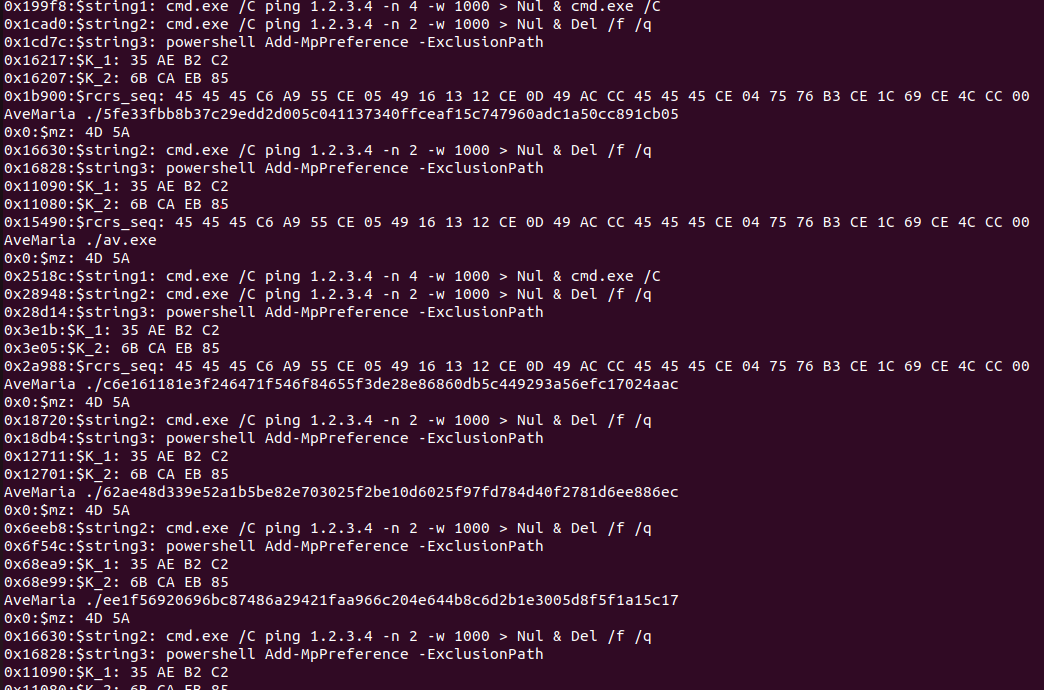 0x199f8:$string1: cmd.exe /C ping 1.2.3.4 -n 4 -w 1000 > Nul & cmd.exe /C
0x1cad0:$string2: cmd.exe /C ping 1.2.3.4 -n 2 -w 1000 > Nul & Del /f /q
0x1cd7c:$string3: powershell Add-MpPreference -ExclusionPath
0x16217:$K_1: 35 AE B2 C2
0x16207:$K_2: 6B CA EB 85
0x1b900:$rcrs_seq: 45 45 45 C6 A9 55 CE 05 49 16 13 12 CE 0D 49 AC CC 45 45 45 CE 04 75 76 B3 CE 1C 69 CE 4C CC 00
AveMaria ./5fe33fbb8b37c29edd2d005c041137340ffceaf15c747960adc1a50cc891cb05
0x0:$mz: 4D 5A
0x16630:$string2: cmd.exe /C ping 1.2.3.4 -n 2 -w 1000 > Nul & Del /f /q
0x16828:$string3: powershell Add-MpPreference -ExclusionPath
0x11090:$K_1: 35 AE B2 C2
0x11080:$K_2: 6B CA EB 85
0x15490:$rcrs_seq: 45 45 45 C6 A9 55 CE 05 49 16 13 12 CE 0D 49 AC CC 45 45 45 CE 04 75 76 B3 CE 1C 69 CE 4C CC 00
AveMaria ./av.exe
0x0:$mz: 4D 5A
0x2518c:$string1: cmd.exe /C ping 1.2.3.4 -n 4 -w 1000 > Nul & cmd.exe /C
0x28948:$string2: cmd.exe /C ping 1.2.3.4 -n 2 -w 1000 > Nul & Del /f /q
0x28d14:$string3: powershell Add-MpPreference -ExclusionPath
0x3e1b:$K_1: 35 AE B2 C2
0x3e05:$K_2: 6B CA EB 85
0x2a988:$rcrs_seq: 45 45 45 C6 A9 55 CE 05 49 16 13 12 CE 0D 49 AC CC 45 45 45 CE 04 75 76 B3 CE 1C 69 CE 4C CC 00
AveMaria ./c6e161181e3f246471f546f84655f3de28e86860db5c449293a56efc17024aac
0x0:$mz: 4D 5A
0x18720:$string2: cmd.exe /C ping 1.2.3.4 -n 2 -w 1000 > Nul & Del /f /q
0x18db4:$string3: powershell Add-MpPreference -ExclusionPath
0x12711:$K_1: 35 AE B2 C2
0x12701:$K_2: 6B CA EB 85
AveMaria ./62ae48d339e52a1b5be82e703025f2be10d6025f97fd784d40f2781d6ee886ec
0x0:$mz: 4D 5A
0x6eeb8:$string2: cmd.exe /C ping 1.2.3.4 -n 2 -w 1000 > Nul & Del /f /q
0x6f54c:$string3: powershell Add-MpPreference -ExclusionPath
0x68ea9:$K_1: 35 AE B2 C2
0x68e99:$K_2: 6B CA EB 85
AveMaria ./ee1f56920696bc87486a29421faa966c204e644b8c6d2b1e3005d8f5f1a15c17
0x0:$mz: 4D 5A
0x16630:$string2: cmd.exe /C ping 1.2.3.4 -n 2 -w 1000 > Nul & Del /f /q
0x16828:$string3: powershell Add-MpPreference -ExclusionPath
0x11090:$K_1: 35 AE B2 C2
0x11080:$K_2: 6B CA EB 85